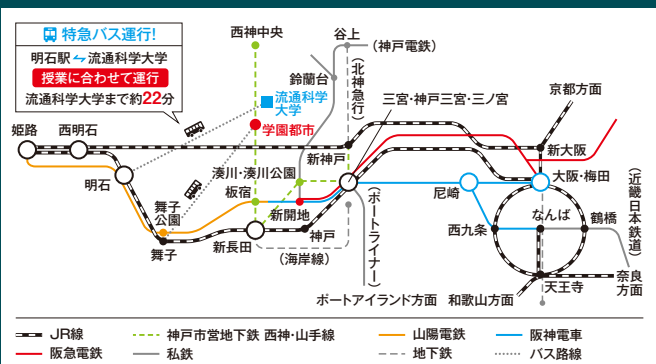 特急バス運行!
明石駅⇆流通科学大学
授業に合わせて運行
流通科学大学まで約22分
西神中央
谷上
(神戸電鉄)
鈴蘭台
(北神急行)
流通科学
大学
学園都市
三宮・神戸三宮・三ノ宮
京都方面
姫路
西明石
新神戸
新大阪
湊川・湊川公園
明石
板宿
尼崎
大阪・梅田
(近畿日本鉄道)
舞子
公園
新開地
(ポートライナー)
西九条
なんば
鶴橋
舞子
新長田
神戸
(海岸線)
天王寺
奈良
方面
ポートアイランド方面
和歌山方面
JR線
神戸市営地下鉄 西神・山手線
山陽電鉄
阪神電車
阪急電鉄
私鉄
地下鉄
バス路線